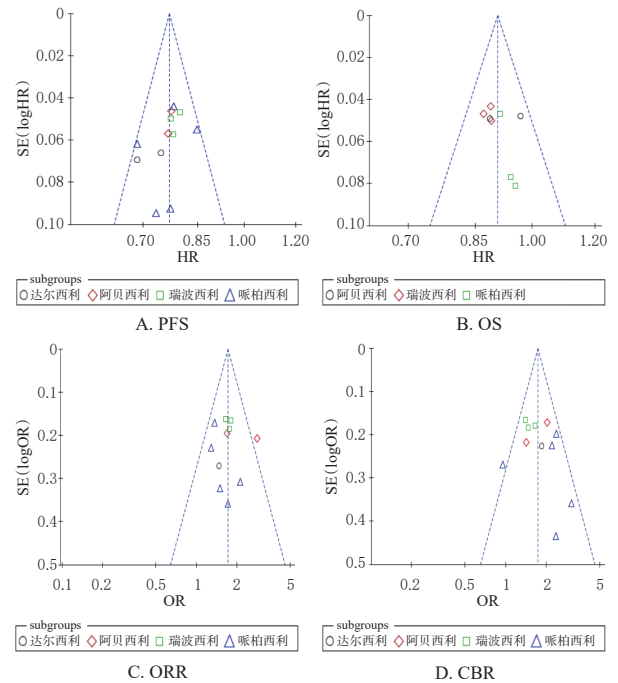 0
0.02
0.04
0.06
0.08
0.10
SE(logHR)
0.70
0.85
1.00
1.20
HR
subgroups
达尔西利 阿贝西利 瑞波西利 哌柏西利
A. PFS
0
0.02
0.04
0.06
0.08
0.10
SE(logHR)
0.70
0.85
1.00
1.20
HR
subgroups
阿贝西利 瑞波西利 哌柏西利
B. OS
0
0.1
0.2
0.3
0.4
0.5
SE(logOR)
0.1 0.2 0.5 1 2 5
OR
subgroups
达尔西利 阿贝西利 瑞波西利 哌柏西利
C. ORR
0
0.1
0.2
0.3
0.4
0.5
SE(logOR)
0.2 0.5 1 2 5
OR
subgroups
达尔西利 阿贝西利 瑞波西利 哌柏西利
D. CBR